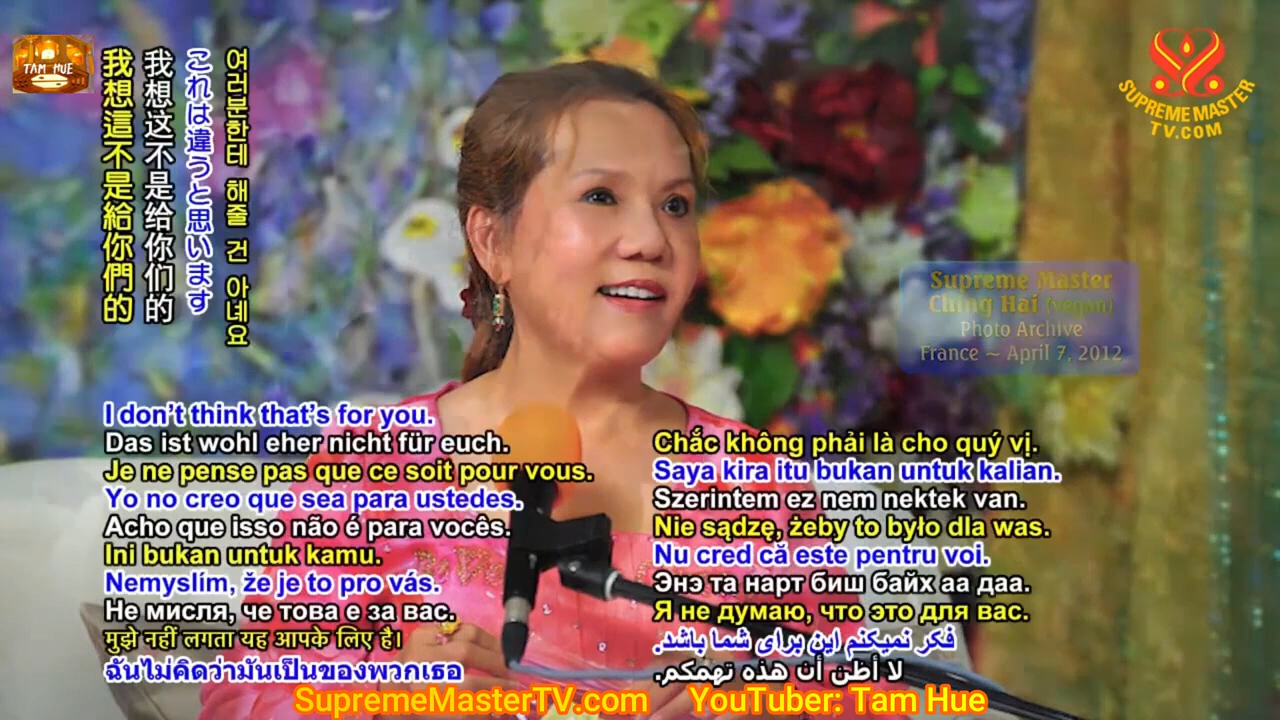 TAM HUE
我想這不是給你們的
我想这不是给你们的
これは違うと思います
여러분한테 해줄 건 아녜요
SUPREME MASTER
TV.COM
Supreme Master
Ching Hai (vegan)
Photo Archive
France ~ April 7, 2012
I don't think that's for you.
Das ist wohl eher nicht für euch.
Je ne pense pas que ce soit pour vous.
Yo no creo que sea para ustedes.
Acho que isso não é para vocês.
Ini bukan untuk kamu.
Nemyslím, že je to pro vás.
Не мисля, че това е за вас.
मुझे नहीं लगता यह आपके लिए है।
ฉันไม่คิดว่ามันเป็นของพวกเธอ
Chắc không phải là cho quý vị.
Saya kira itu bukan untuk kalian.
Szerintem ez nem nektek van.
Nie sądzę, żeby to było dla was.
Nu cred că este pentru voi.
Энэ та нарт биш байх аа даа.
Я не думаю, что это для вас.
فکر نمیکنم این برای شما باشد.
لا أظن أن هذه تهمكم.
SupremeMasterTV.com YouTuber: Tam Hue